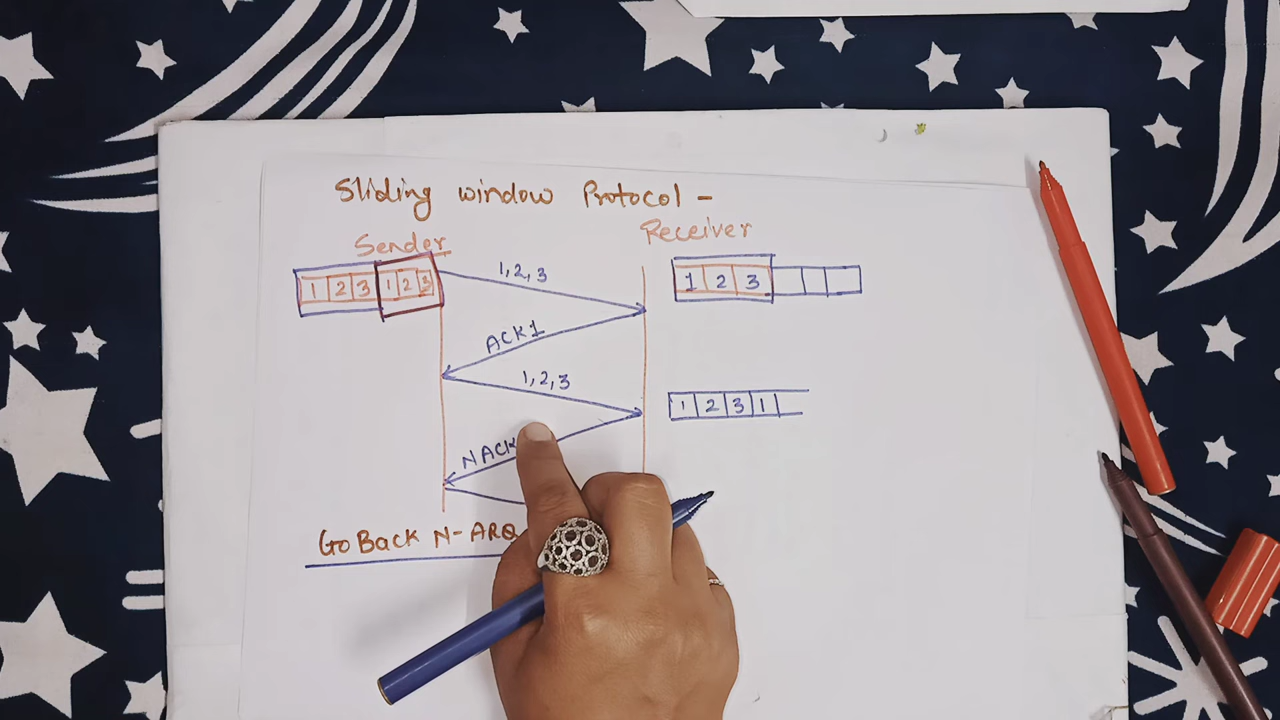 Sliding window Protocol -
Sender
Receiver
1 2 3 1 2 3
1, 2, 3
1 2 3
ACK1
1, 2, 3
1 2 3 1
NACK
Go Back N-ARQ